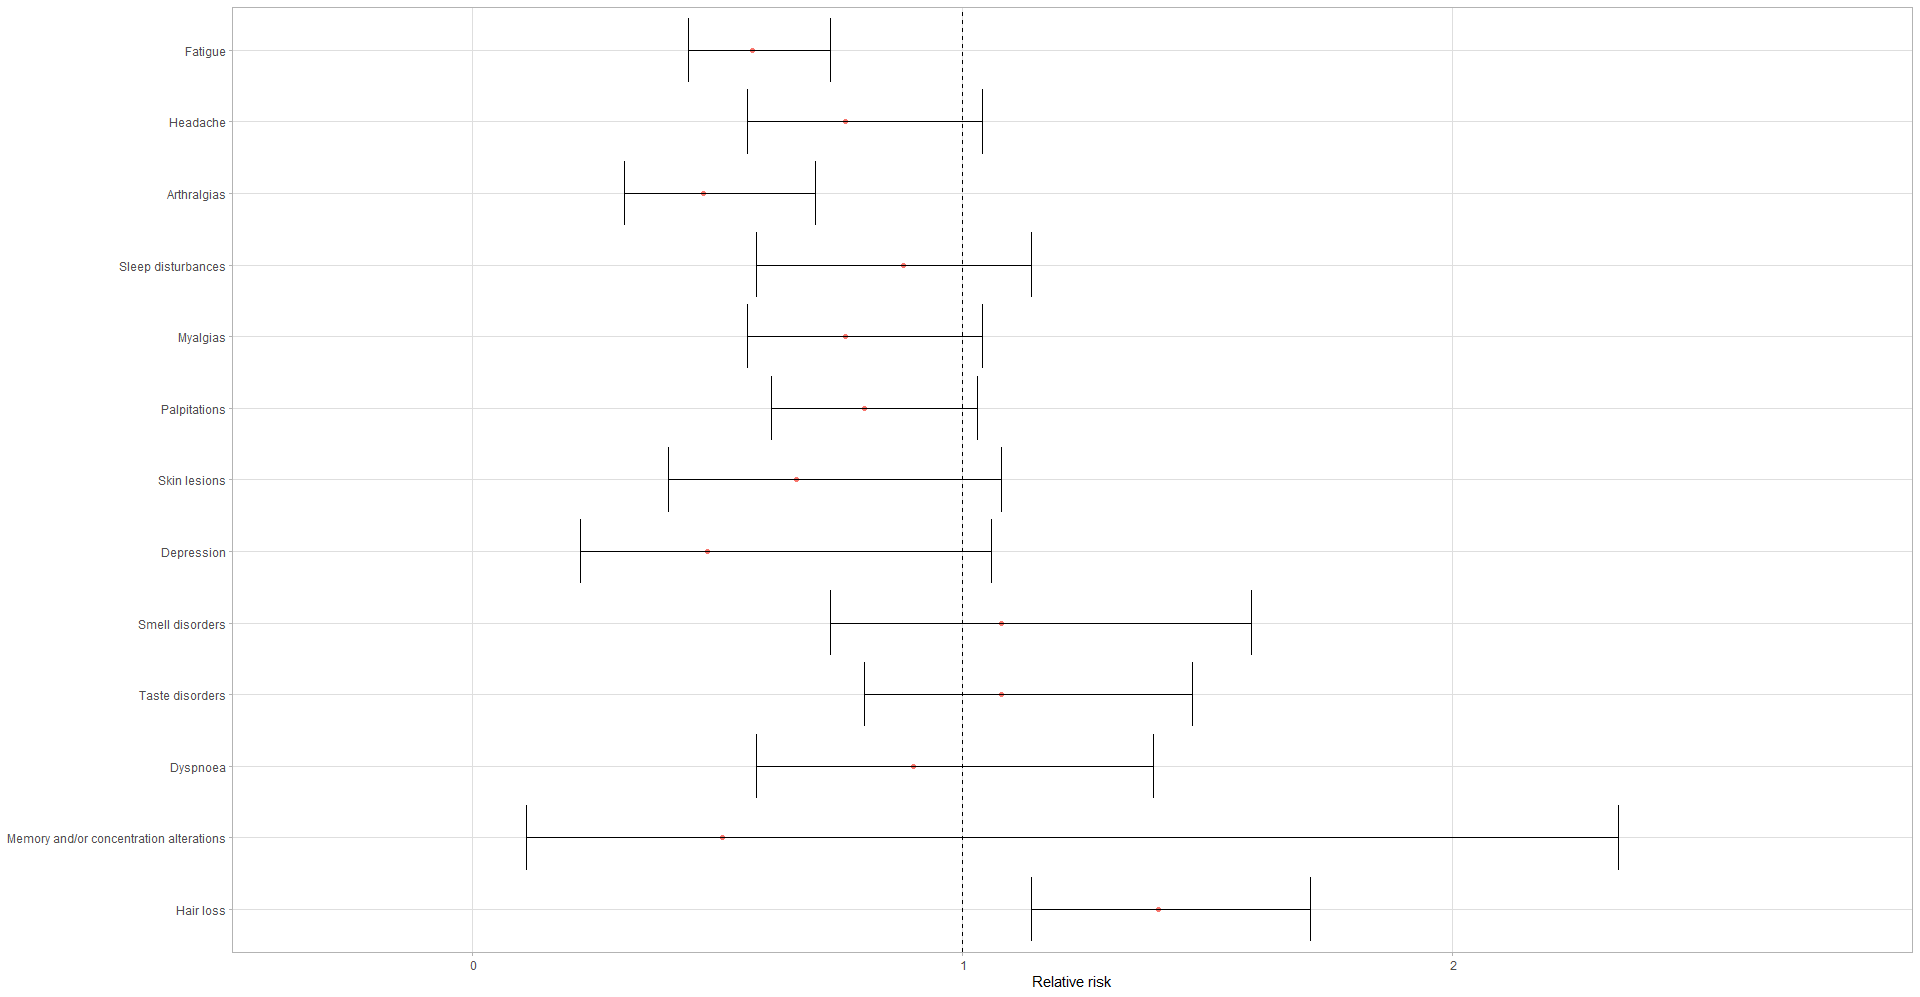 Fatigue
Headache
Arthralgias
Sleep disturbances
Myalgias
Palpitations
Skin lesions
Depression
Smell disorders
Taste disorders
Dyspnoea
Memory and/or concentration alterations
Hair loss
0 1 2
Relative risk